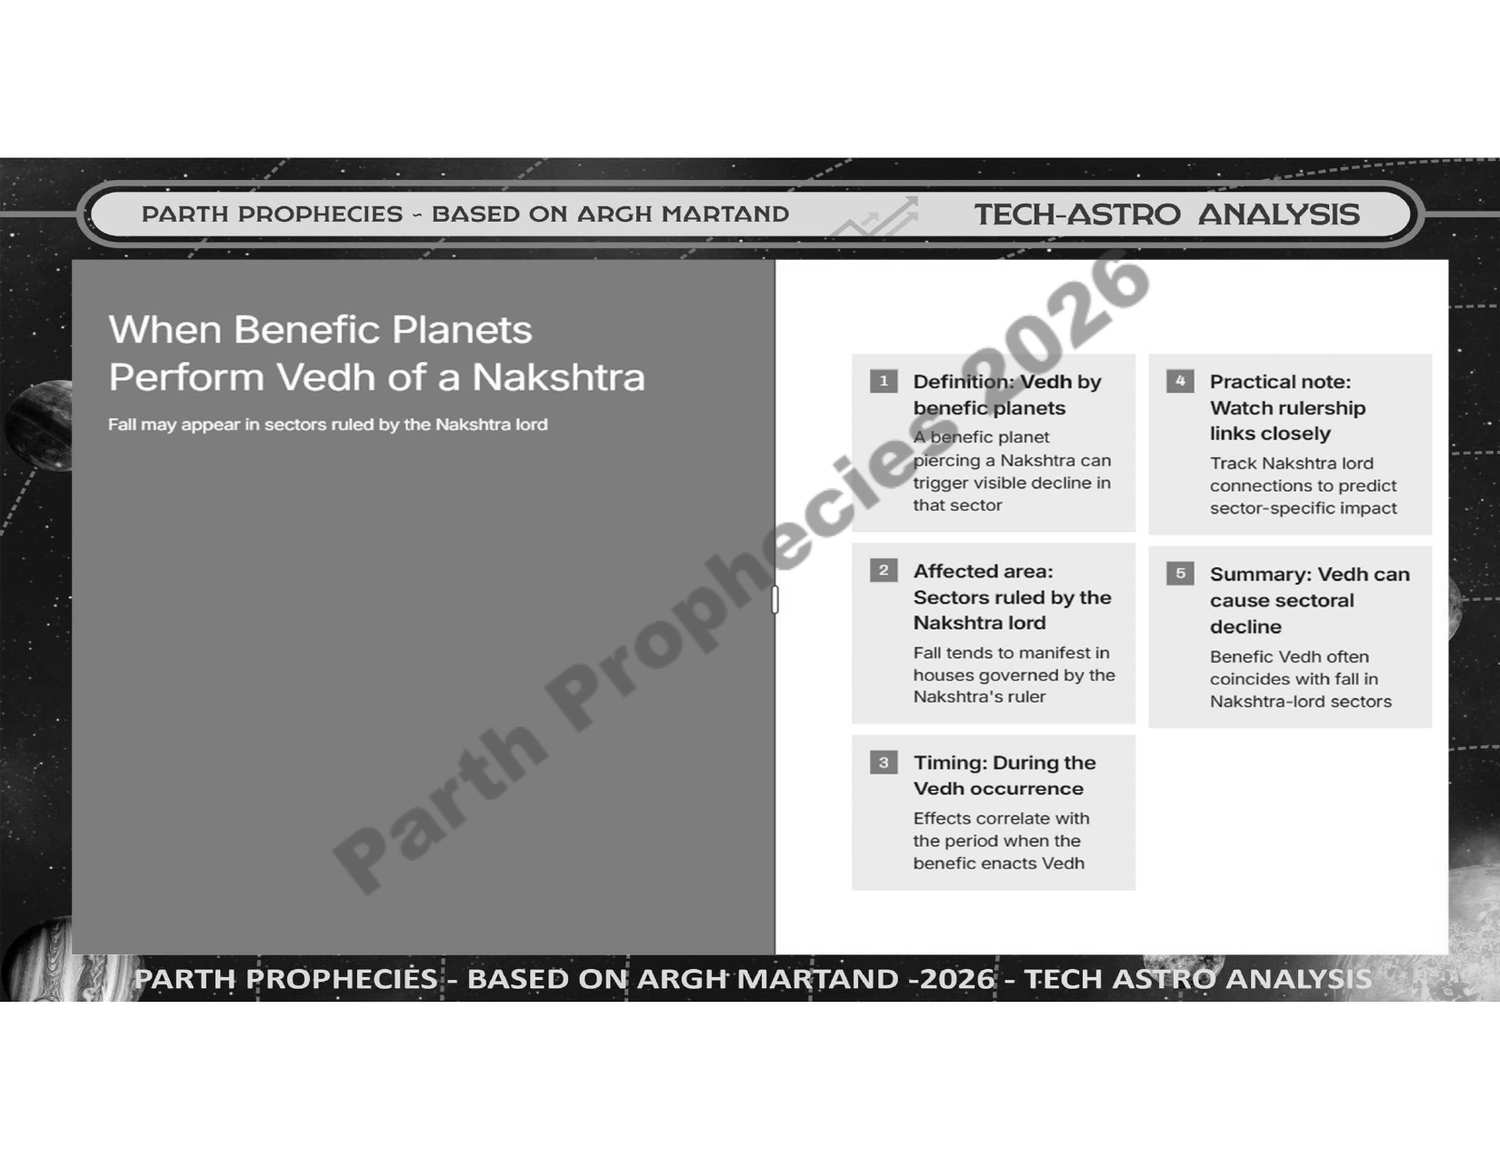 PARTH PROPHECIES - BASED ON ARGH MARTAND
TECH-ASTRO ANALYSIS
When Benefic Planets
Perform Vedh of a Nakshtra
Fall may appear in sectors ruled by the Nakshtra lord
1
Definition: Vedh by
benefic planets
A benefic planet
piercing a Nakshtra can
trigger visible decline in
that sector
2
Affected area:
Sectors ruled by the
Nakshtra lord
Fall tends to manifest in
houses governed by the
Nakshtra's ruler
3
Timing: During the
Vedh occurrence
Effects correlate with
the period when the
benefic enacts Vedh
4
Practical note:
Watch rulership
links closely
Track Nakshtra lord
connections to predict
sector-specific impact
5
Summary: Vedh can
cause sectoral
decline
Benefic Vedh often
coincides with fall in
Nakshtra-lord sectors
Parth Prophecies 2026
PARTH PROPHECIES - BASED ON ARGH MARTAND -2026 - TECH ASTRO ANALYSIS